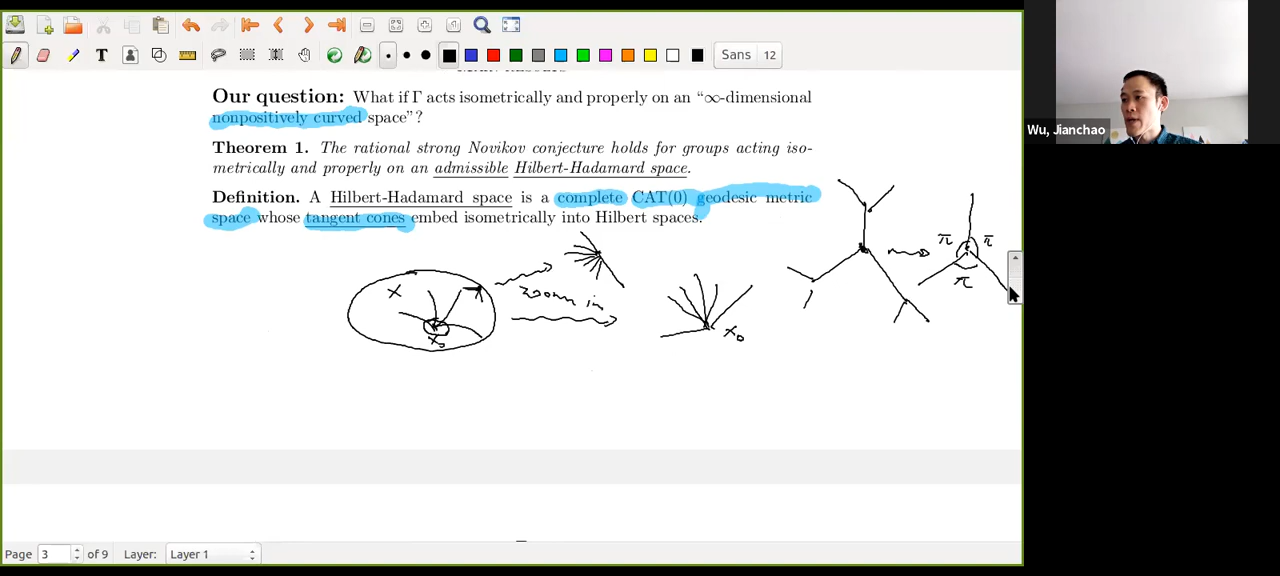 Sans 12
Our question: What if Γ acts isometrically and properly on an “∞-dimensional
nonpositively curved space”?
Theorem 1. The rational strong Novikov conjecture holds for groups acting iso-
metrically and properly on an admissible Hilbert-Hadamard space.
Definition. A Hilbert-Hadamard space is a complete CAT(0) geodesic metric
space whose tangent cones embed isometrically into Hilbert spaces.
X
x₀
zoom in
x₀
π π
π
Wu, Jianchao
Page 3 of 9 Layer: Layer 1